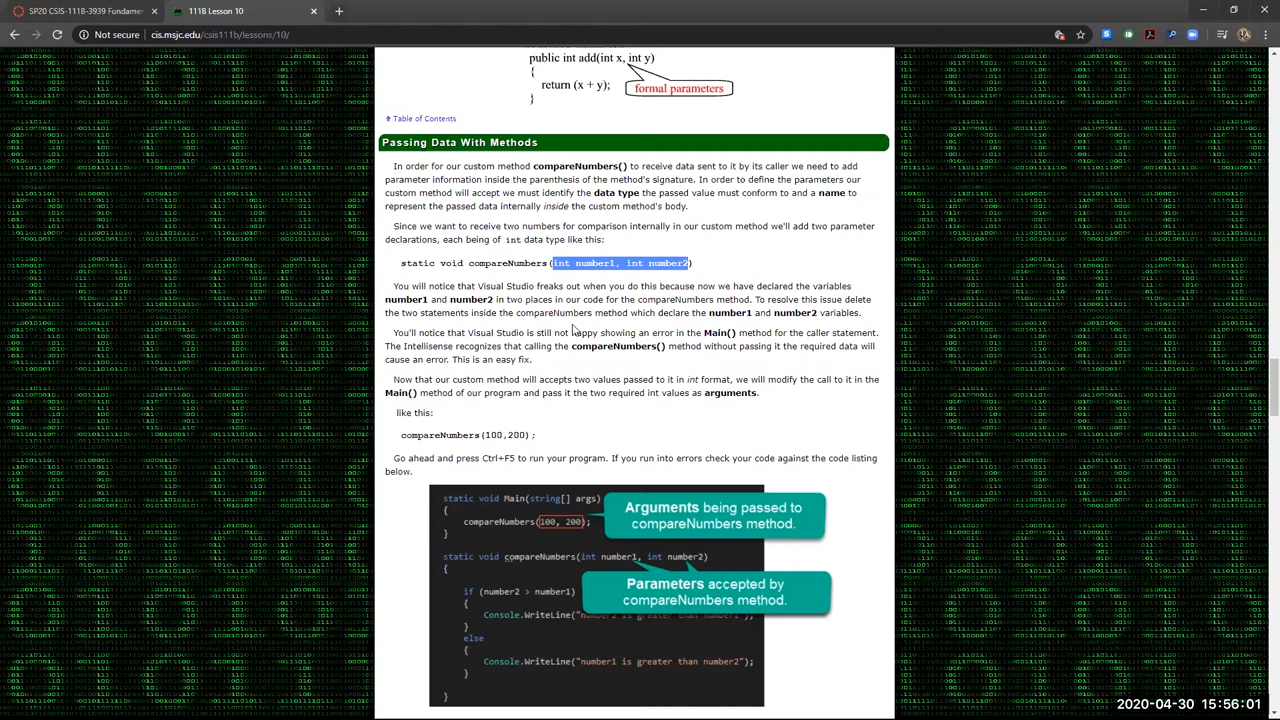 SP20 CSIS-111B-3939 Fundamen
111B Lesson 10
Not secure | cis.msjc.edu/csis111b/lessons/10/
public int add(int x, int y)
{
return (x + y);
}
formal parameters
Table of Contents
Passing Data With Methods
In order for our custom method compareNumbers() to receive data sent to it by its caller we need to add
parameter information inside the parenthesis of the method's signature. In order to define the parameters our
custom method will accept we must identify the data type the passed value must conform to and a name to
represent the passed data internally inside the custom method's body.
Since we want to receive two numbers for comparison internally in our custom method we'll add two parameter
declarations, each being of int data type like this:
static void compareNumbers(int number1, int number2)
You will notice that Visual Studio freaks out when you do this because now we have declared the variables
number1 and number2 in two places in our code for the compareNumbers method. To resolve this issue delete
the two statements inside the compareNumbers method which declare the number1 and number2 variables.
You'll notice that Visual Studio is still not happy showing an error in the Main() method for the caller statement.
The Intellisense recognizes that calling the compareNumbers() method without passing it the required data will
cause an error. This is an easy fix.
Now that our custom method will accepts two values passed to it in int format, we will modify the call to it in the
Main() method of our program and pass it the two required int values as arguments.
like this:
compareNumbers(100,200);
Go ahead and press Ctrl+F5 to run your program. If you run into errors check your code against the code listing
below.
static void Main(string[] args)
{
compareNumbers(100, 200);
}
Arguments being passed to
compareNumbers method.
static void compareNumbers(int number1, int number2)
{
Parameters accepted by
compareNumbers method.
if (number2 > number1)
{
Console.WriteLine("number2 is greater than number1");
}
else
{
Console.WriteLine("number1 is greater than number2");
}
}
2020-04-30 15:56:01